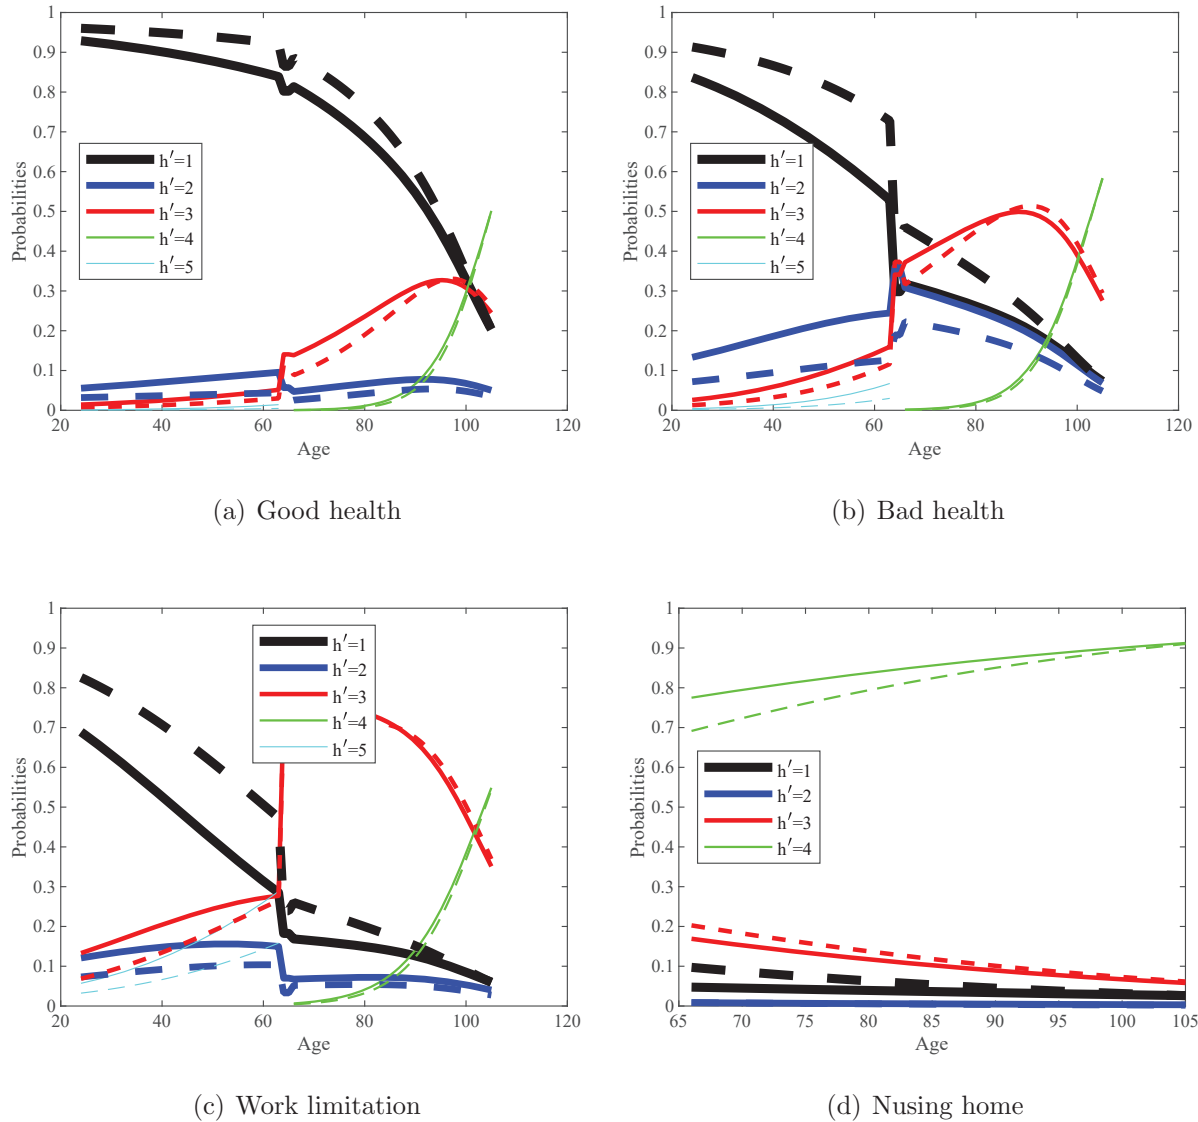 1
0.9
0.8
0.7
0.6
0.5
0.4
0.3
0.2
0.1
0
Probabilities
h′=1
h′=2
h′=3
h′=4
h′=5
20 40 60 80 100 120
Age
(a) Good health
1
0.9
0.8
0.7
0.6
0.5
0.4
0.3
0.2
0.1
0
Probabilities
h′=1
h′=2
h′=3
h′=4
h′=5
20 40 60 80 100 120
Age
(b) Bad health
1
0.9
0.8
0.7
0.6
0.5
0.4
0.3
0.2
0.1
0
Probabilities
h′=1
h′=2
h′=3
h′=4
h′=5
20 40 60 80 100 120
Age
(c) Work limitation
1
0.9
0.8
0.7
0.6
0.5
0.4
0.3
0.2
0.1
0
Probabilities
h′=1
h′=2
h′=3
h′=4
65 70 75 80 85 90 95 100 105
Age
(d) Nusing home